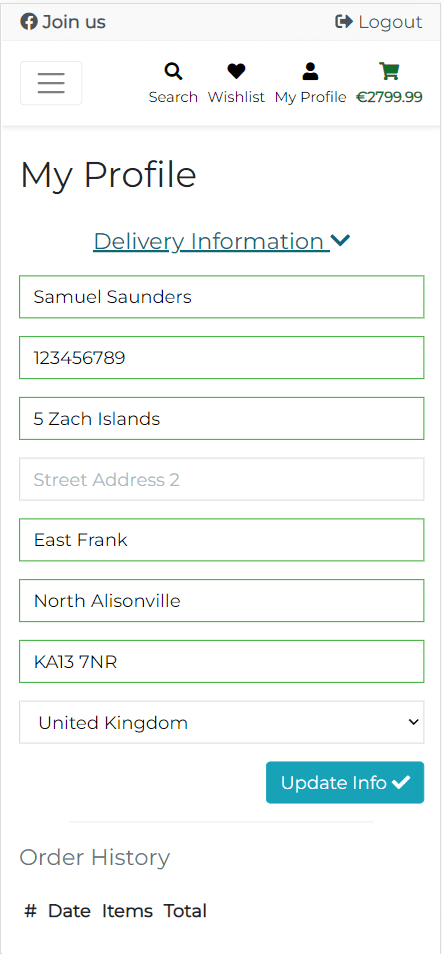 Join us Logout
Search Wishlist My Profile €2799.99
My Profile
Delivery Information
Samuel Saunders
123456789
5 Zach Islands
Street Address 2
East Frank
North Alisonville
KA13 7NR
United Kingdom
Update Info
Order History
# Date Items Total